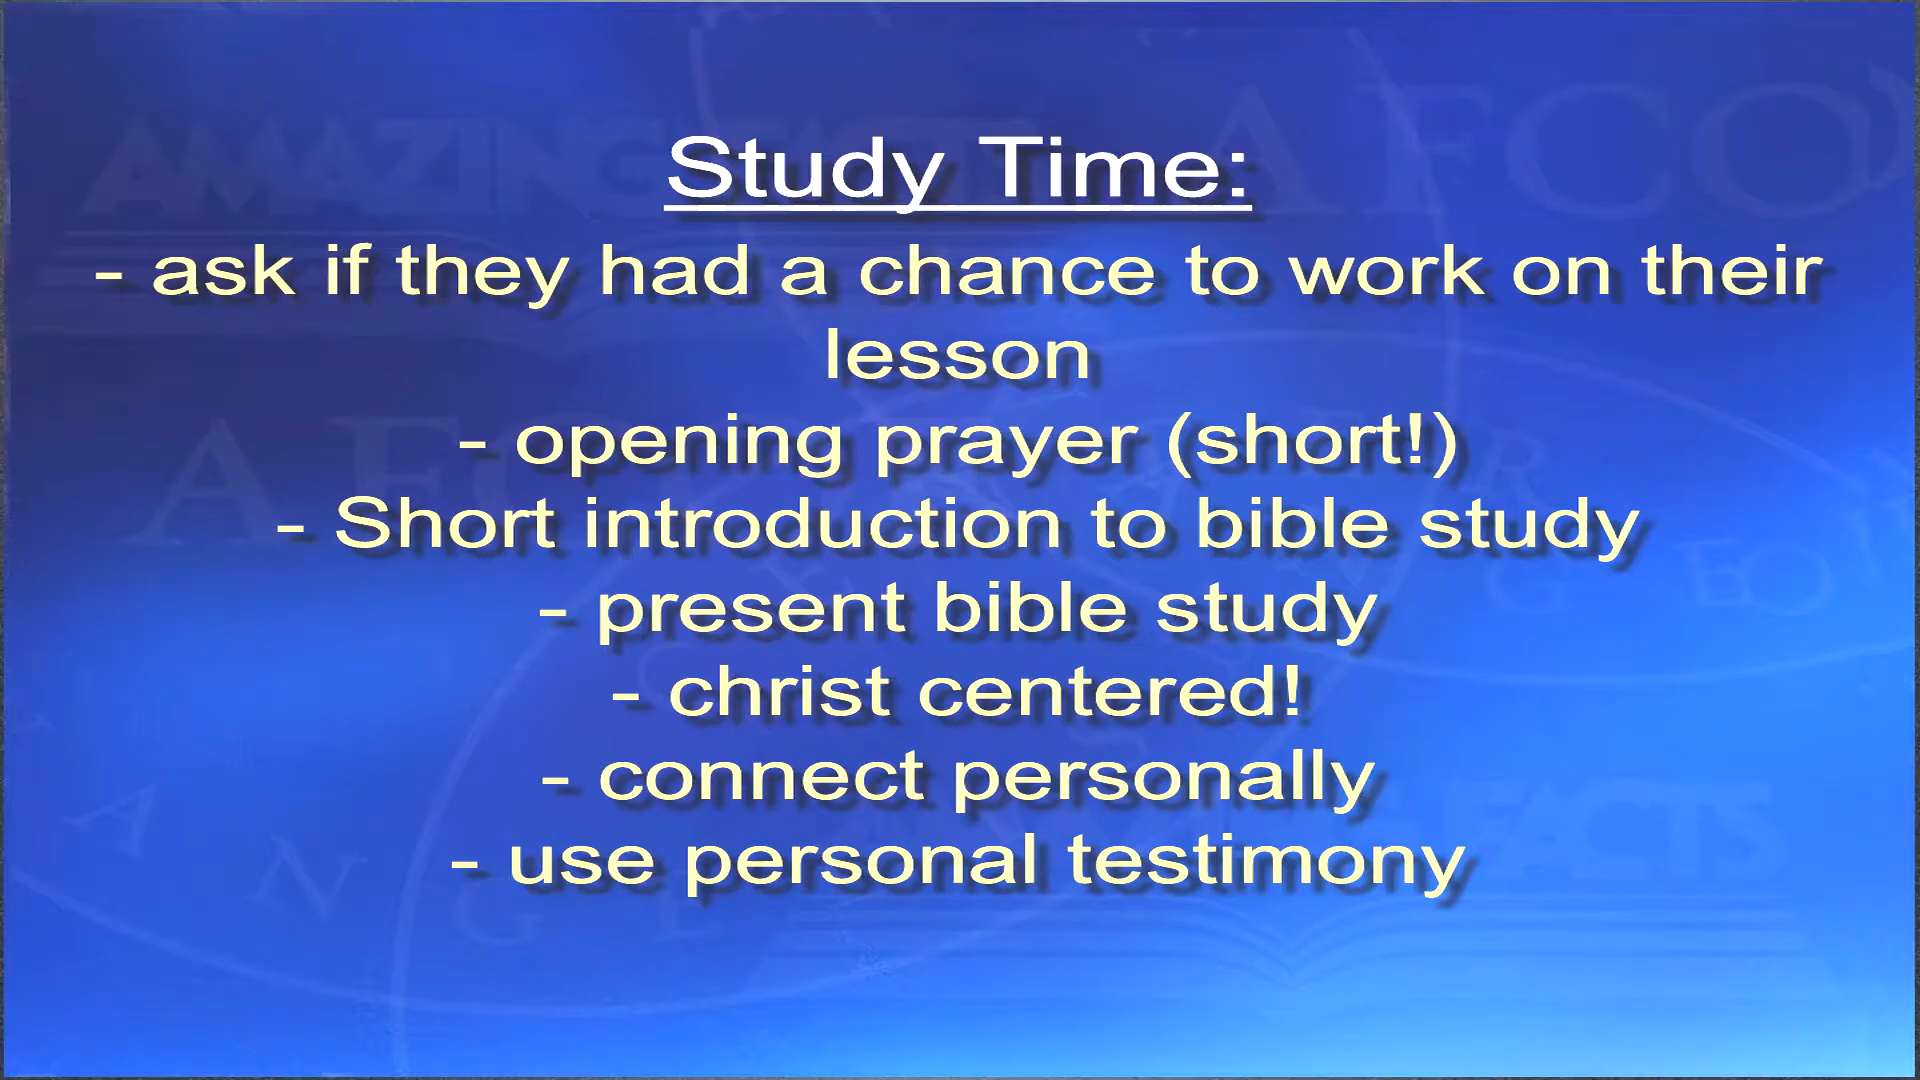 Study Time:
- ask if they had a chance to work on their
lesson
- opening prayer (short!)
- Short introduction to bible study
- present bible study
- christ centered!
- connect personally
- use personal testimony